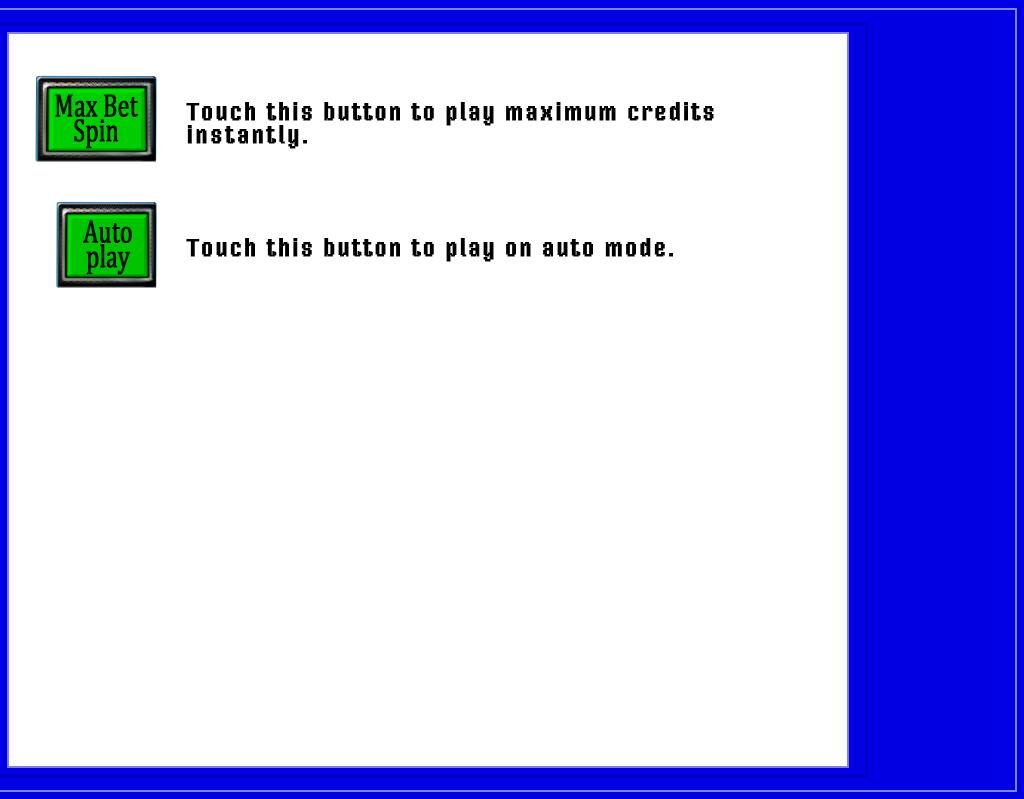 Max Bet
Spin
Touch this button to play maximum credits
instantly.
Auto
play
Touch this button to play on auto mode.